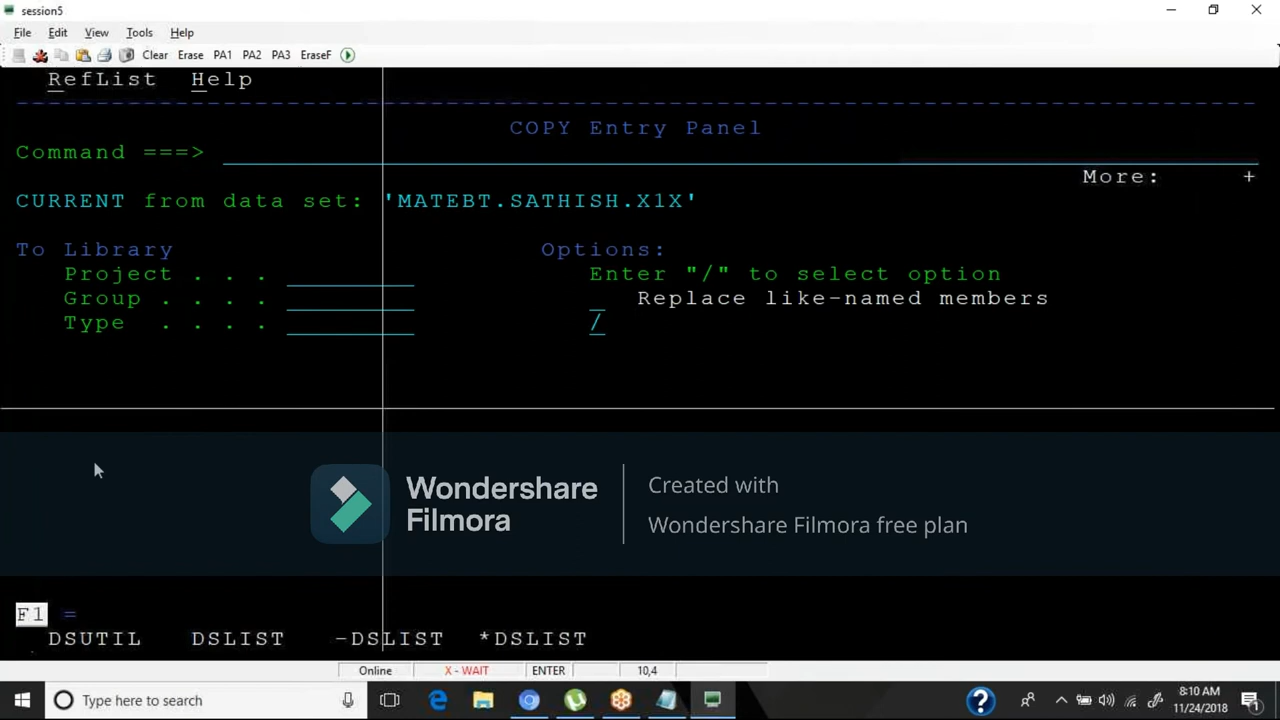 session5
File Edit View Tools Help
Clear Erase PA1 PA2 PA3 EraseF
RefList Help
COPY Entry Panel
Command ===>
More: +
CURRENT from data set: 'MATEBT.SATHISH.X1X'
To Library Options:
Project . . . Enter "/" to select option
Group . . . . Replace like-named members
Type . . . . /
Wondershare Filmora
Created with
Wondershare Filmora free plan
F1 =
DSUTIL DSLIST -DSLIST *DSLIST
Online X - WAIT ENTER 10,4
Type here to search
8:10 AM
11/24/2018